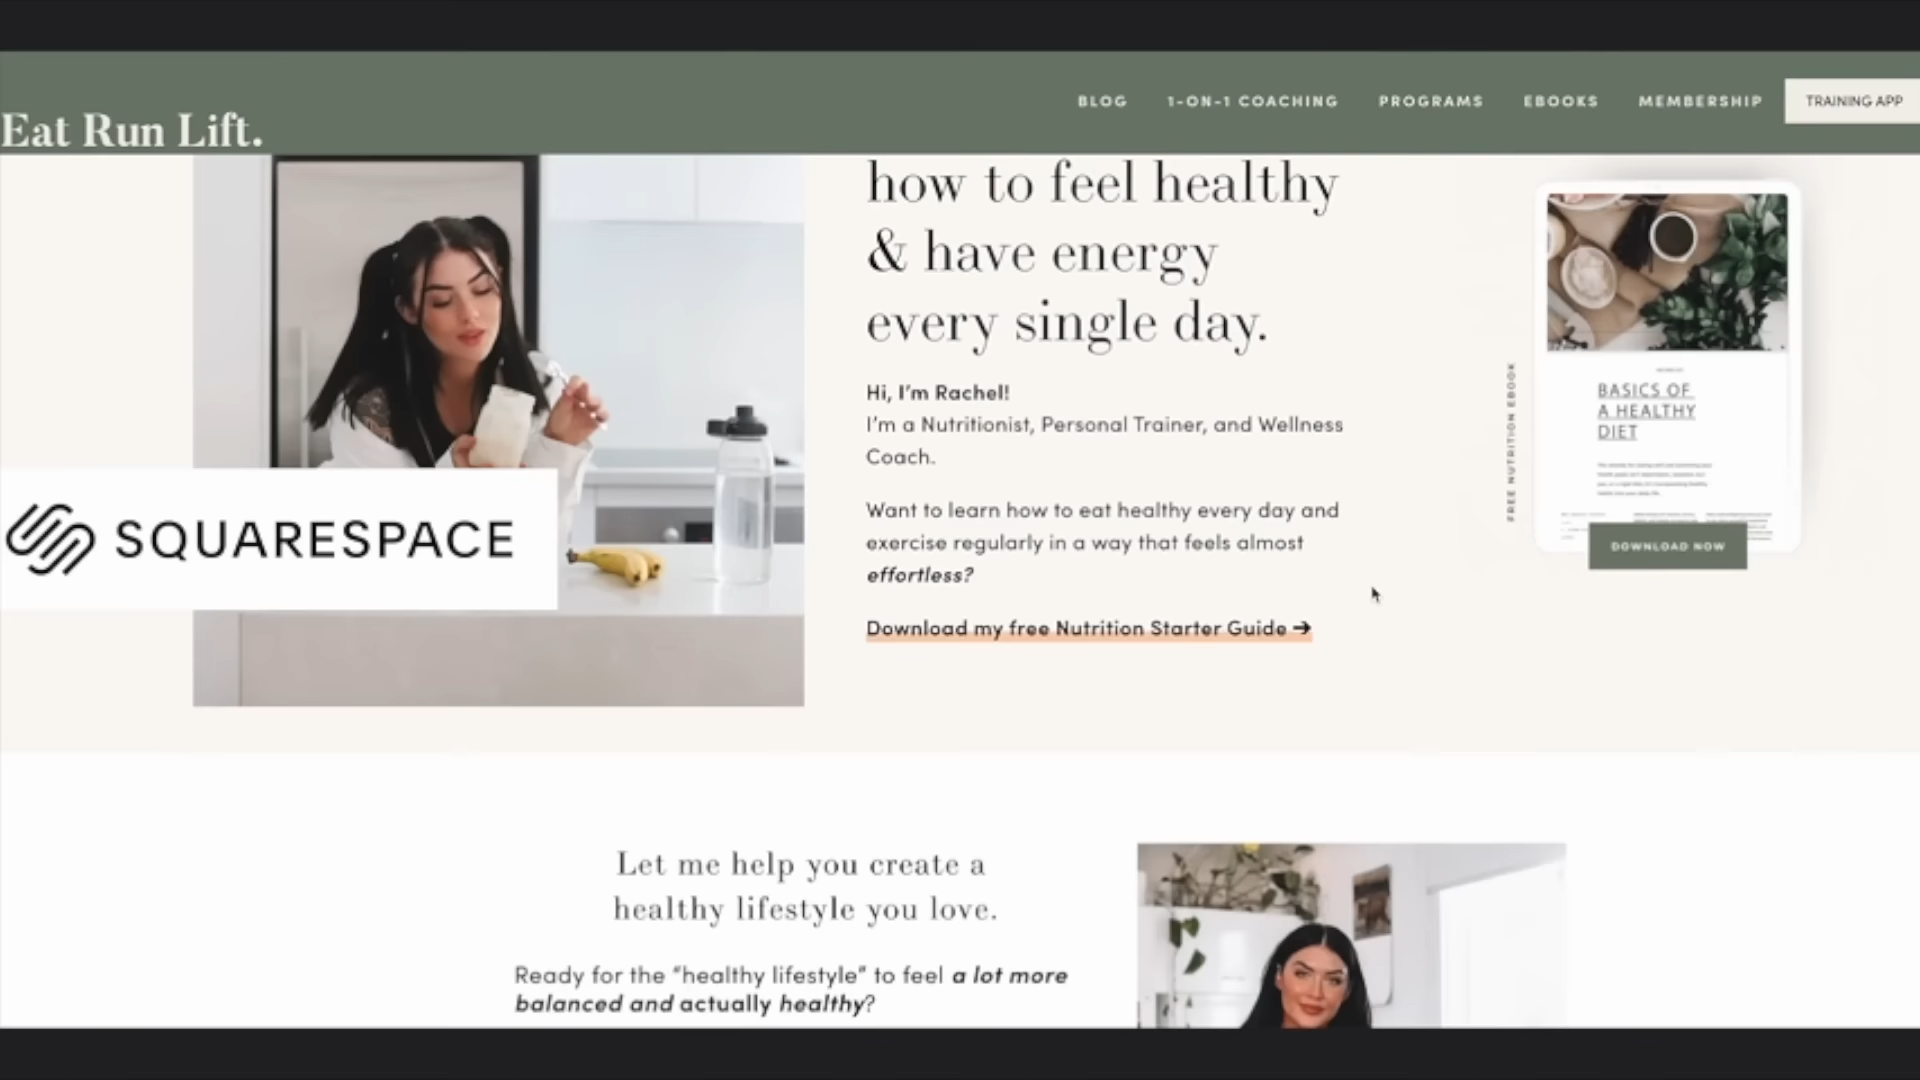 Eat Run Lift.
BLOG
1-ON-1 COACHING
PROGRAMS
EBOOKS
MEMBERSHIP
TRAINING APP
how to feel healthy
& have energy
every single day.
Hi, I'm Rachel!
I'm a Nutritionist, Personal Trainer, and Wellness
Coach.
Want to learn how to eat healthy every day and
exercise regularly in a way that feels almost
effortless?
Download my free Nutrition Starter Guide →
FREE NUTRITION EBOOK
BASICS OF
A HEALTHY
DIET
DOWNLOAD NOW
SQUARESPACE
Let me help you create a
healthy lifestyle you love.
Ready for the "healthy lifestyle" to feel a lot more
balanced and actually healthy?